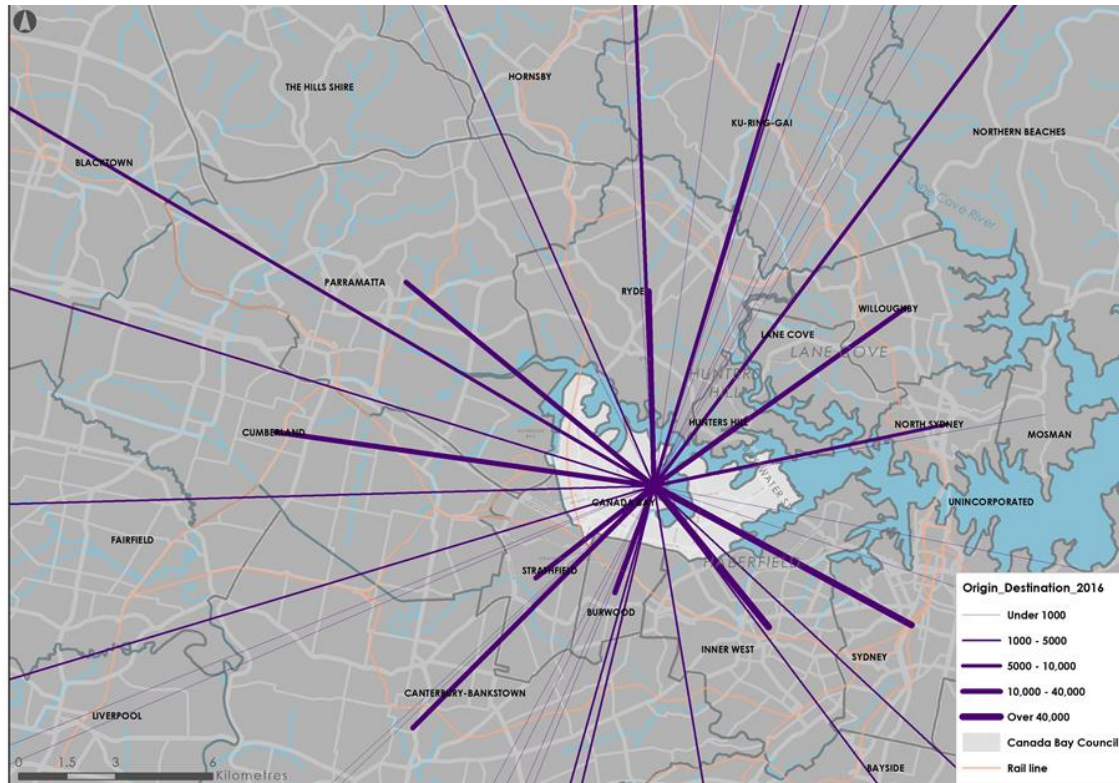 HORNSBY
THE HILLS SHIRE
KU-RING-GAI
NORTHERN BEACHES
BLACKTOWN
Lane Cove River
PARRAMATTA
RYDE
WILLOUGHBY
LANE COVE
LANE COVE
HUNTERS
HILL
HUNTERS HILL
NORTH SYDNEY
CUMBERLAND
MOSMAN
CANADA BAY
UNINCORPORATED
FAIRFIELD
HABERFIELD
STRATHFIELD
BURWOOD
INNER WEST
SYDNEY
CANTERBURY-BANKSTOWN
LIVERPOOL
BAYSIDE
Origin_Destination_2016
Under 1000
1000 - 5000
5000 - 10,000
10,000 - 40,000
Over 40,000
Canada Bay Council
Rail line
0 1.5 3 6
Kilometres